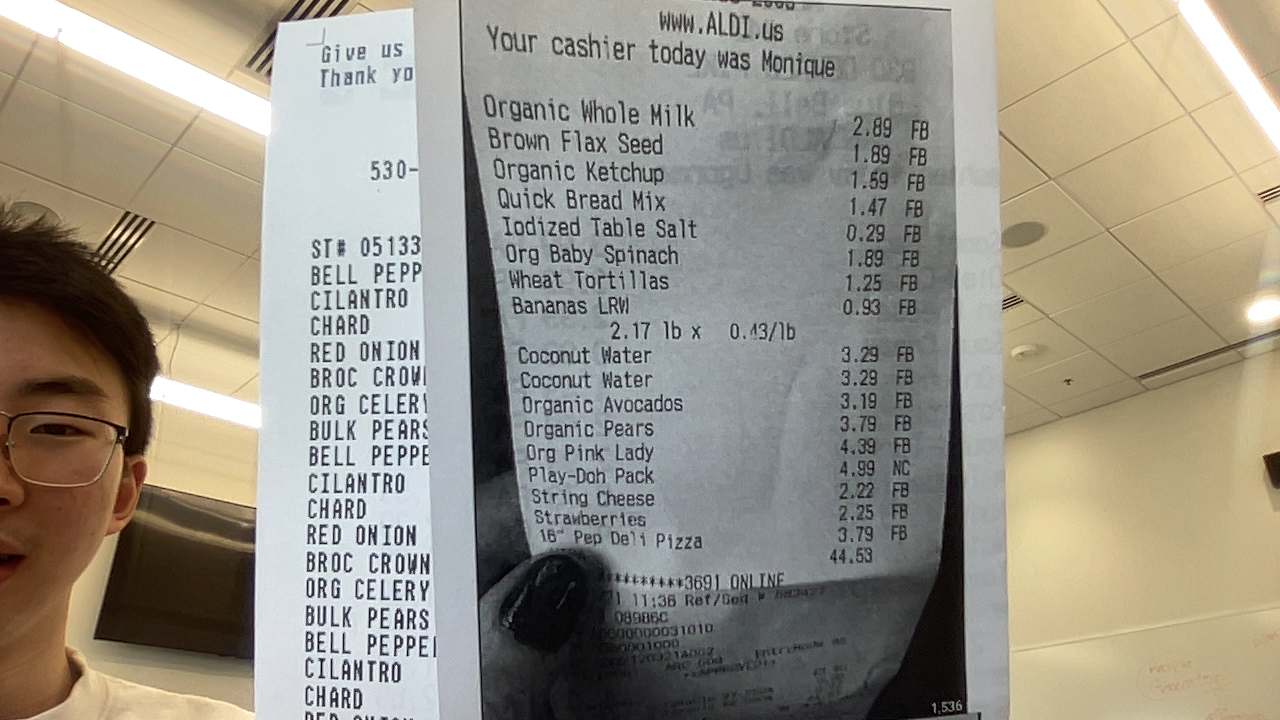 Give us
Thank yo
530-
ST# 05133
BELL PEPP
CILANTRO
CHARD
RED ONION
BROC CROW
ORG CELERY
BULK PEARS
BELL PEPPE
CILANTRO
CHARD
RED ONION
BROC CROWN
ORG CELERY
BULK PEARS
BELL PEPPE
CILANTRO
CHARD
RED ONION
www.ALDI.us
Your cashier today was Monique
Organic Whole Milk 2.89 FB
Brown Flax Seed 1.89 FB
Organic Ketchup 1.59 FB
Quick Bread Mix 1.47 FB
Iodized Table Salt 0.29 FB
Org Baby Spinach 1.89 FB
Wheat Tortillas 1.25 FB
Bananas LRW 0.93 FB
2.17 lb x 0.43/lb
Coconut Water 3.29 FB
Coconut Water 3.29 FB
Organic Avocados 3.19 FB
Organic Pears 3.79 FB
Org Pink Lady 4.39 FB
Play-Doh Pack 4.99 NC
String Cheese 2.22 FB
Strawberries 2.25 FB
16" Pep Deli Pizza 3.79 FB
44.53
**********3691 ONLINE
11:36 Ref/Seq #
08986C
0000000031010
1,536